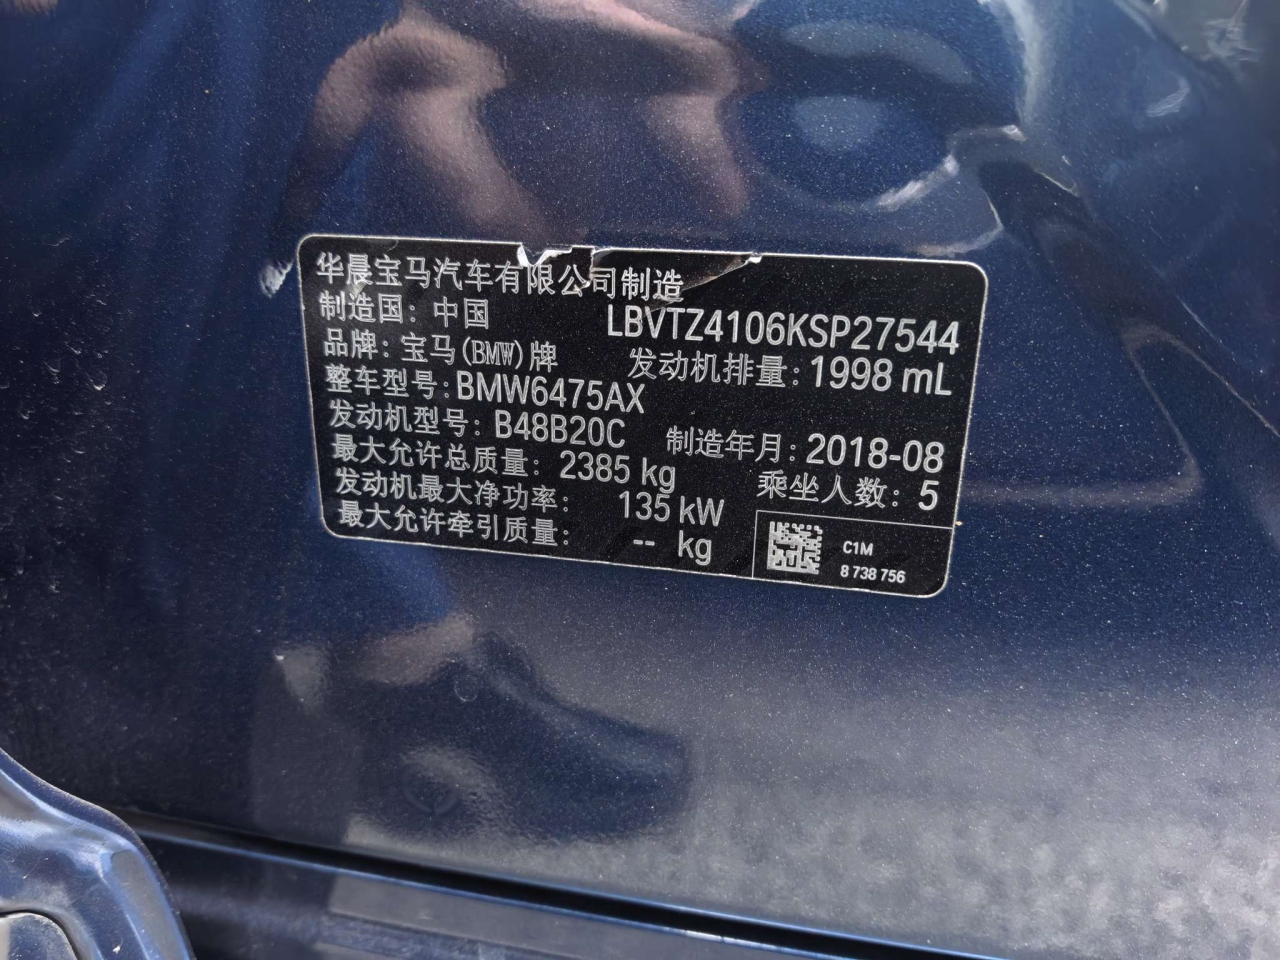 华晨宝马汽车有限公司制造
制造国：中国 LBVTZ4106KSP27544
品牌：宝马(BMW)牌 发动机排量：1998 mL
整车型号：BMW6475AX
发动机型号：B48B20C 制造年月：2018-08
最大允许总质量：2385 kg 乘坐人数：5
发动机最大净功率：135 kW
最大允许牵引质量：-- kg
C1M
8 738 756